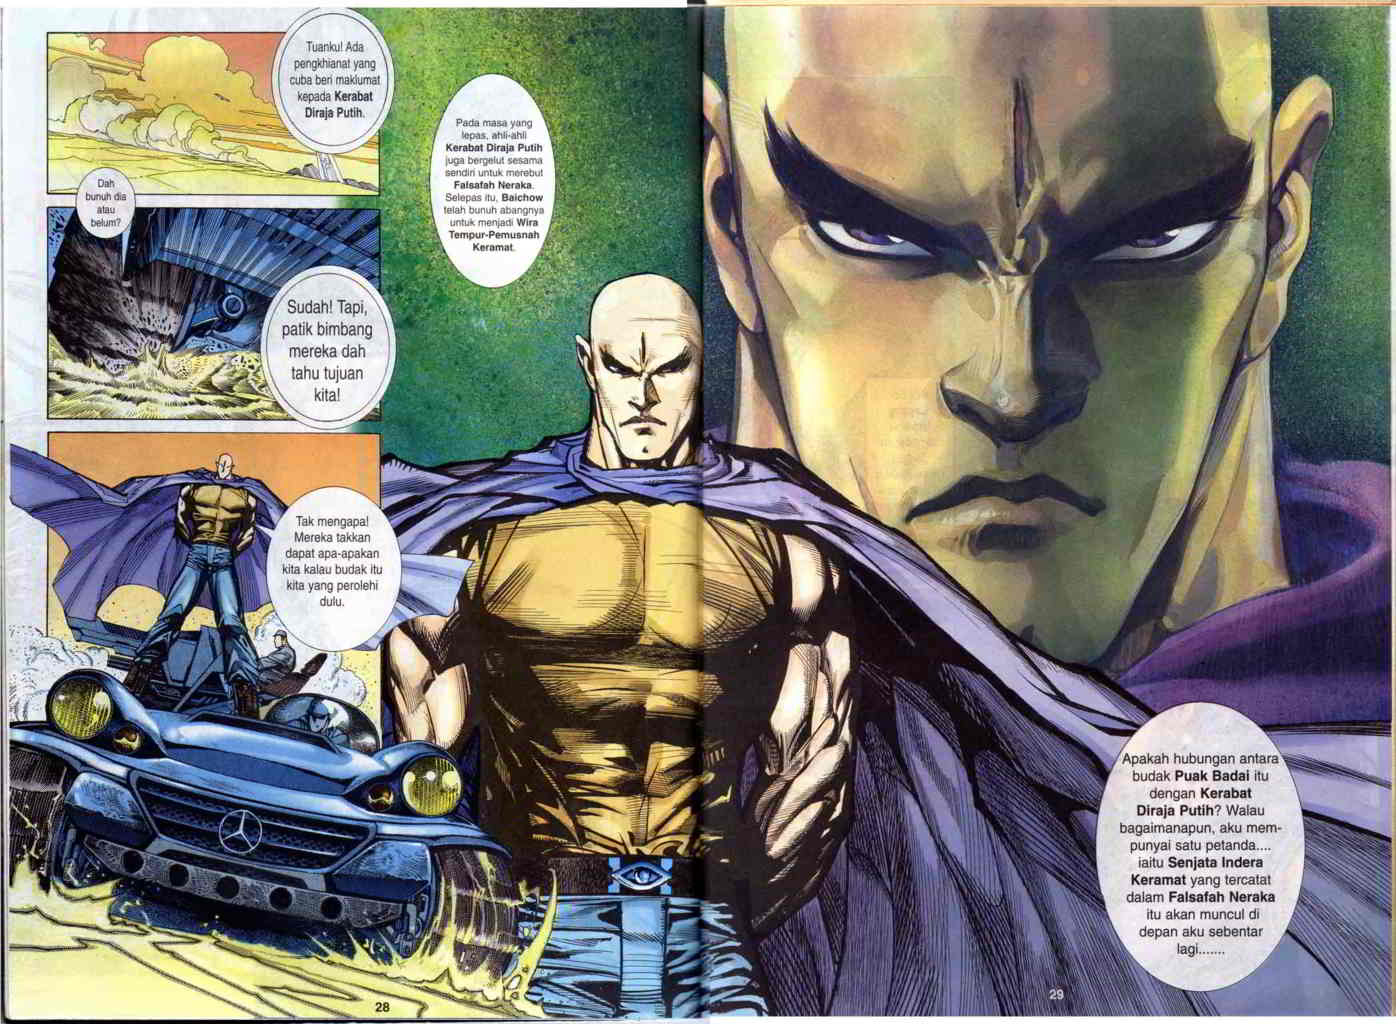 Tuanku! Ada
pengkhianat yang
cuba beri maklumat
kepada Kerabat
Diraja Putih.
Dah
bunuh dia
atau
belum?
Sudah! Tapi,
patik bimbang
mereka dah
tahu tujuan
kita!
Tak mengapa!
Mereka takkan
dapat apa-apakan
kita kalau budak itu
kita yang perolehi
dulu.
Pada masa yang
lepas, ahli-ahli
Kerabat Diraja Putih
juga bergelut sesama
sendiri untuk merebut
Falsafah Neraka.
Selepas itu, Baichow
telah bunuh abangnya
untuk menjadi Wira
Tempur-Pemusnah
Keramat.
Apakah hubungan antara
budak Puak Badai itu
dengan Kerabat
Diraja Putih? Walau
bagaimanapun, aku mem-
punyai satu petanda....
iaitu Senjata Indera
Keramat yang tercatat
dalam Falsafah Neraka
itu akan muncul di
depan aku sebentar
lagi.......
28
29